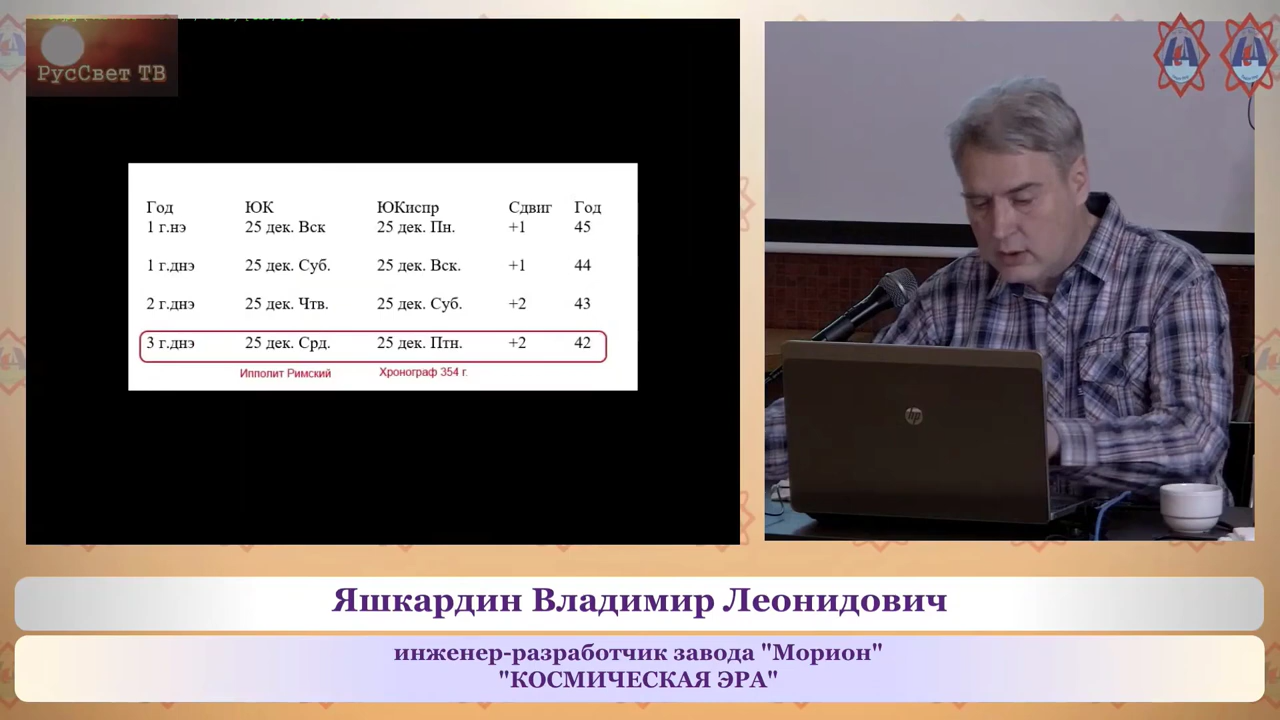 РусСвет ТВ
Год ЮК ЮКиспр Сдвиг Год
1 г.нэ 25 дек. Вск 25 дек. Пн. +1 45
1 г.днэ 25 дек. Суб. 25 дек. Вск. +1 44
2 г.днэ 25 дек. Чтв. 25 дек. Суб. +2 43
3 г.днэ 25 дек. Срд. 25 дек. Птн. +2 42
Ипполит Римский Хронограф 354 г.
hp
Яшкардин Владимир Леонидович
инженер-разработчик завода "Морион"
"КОСМИЧЕСКАЯ ЭРА"